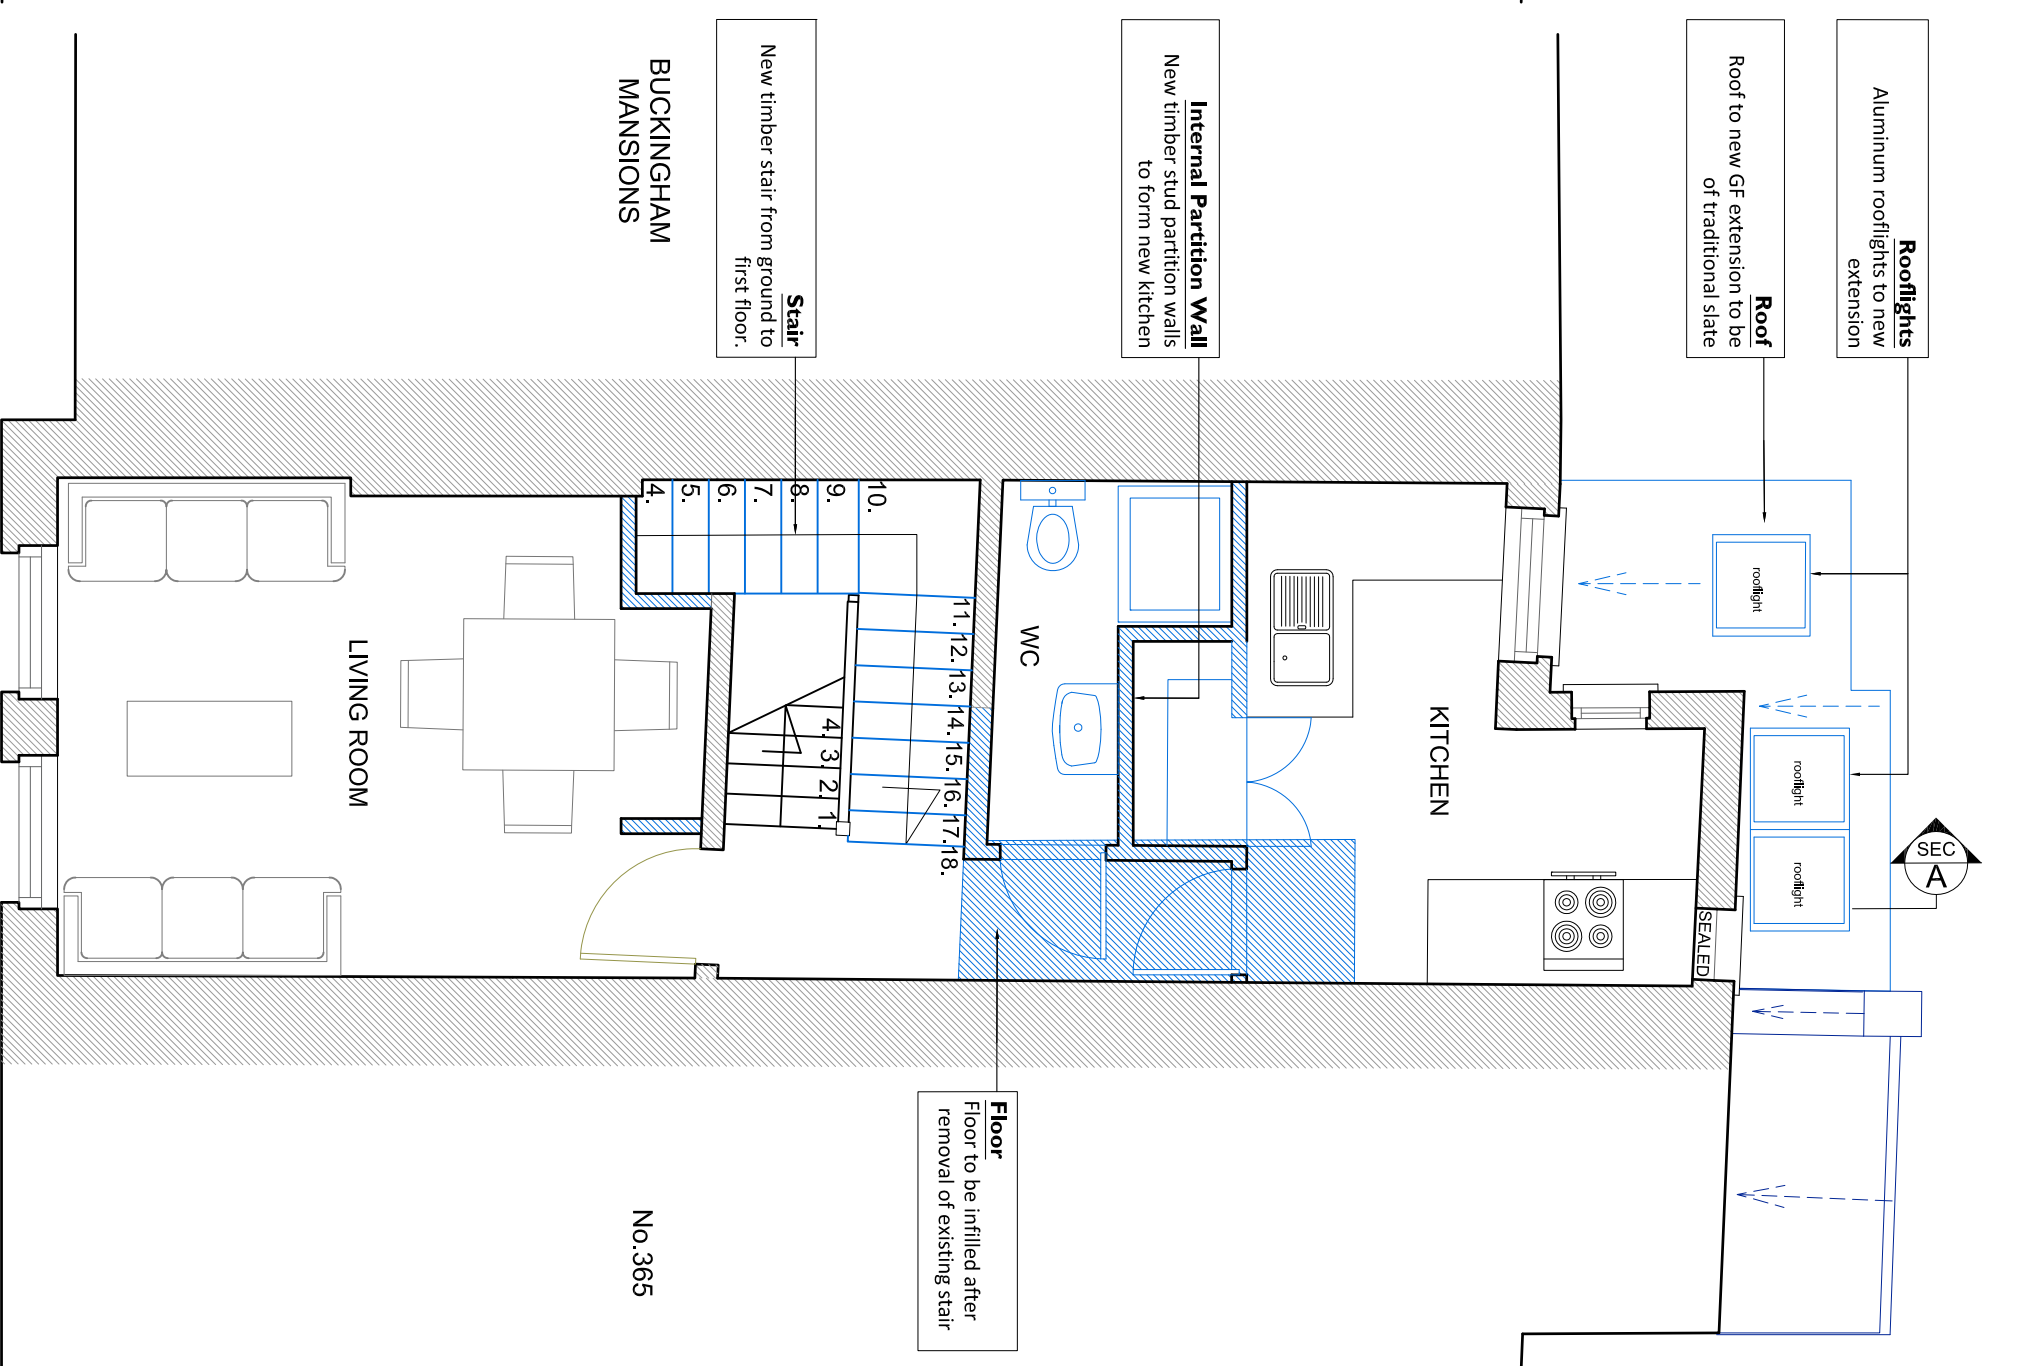 Rooflights
Aluminum rooflights to new
extension
Roof
Roof to new GF extension to be
of traditional slate
Internal Partition Wall
New timber stud partition walls
to form new kitchen
Stair
New timber stair from ground to
first floor.
BUCKINGHAM
MANSIONS
rooflight
rooflight
rooflight
SEC
A
SEALED
KITCHEN
WC
10.
9.
8.
7.
6.
5.
4.
11.
12.
13.
14.
15.
16.
17.
18.
4.
3.
2.
1.
LIVING ROOM
Floor
Floor to be infilled after
removal of existing stair
No.365